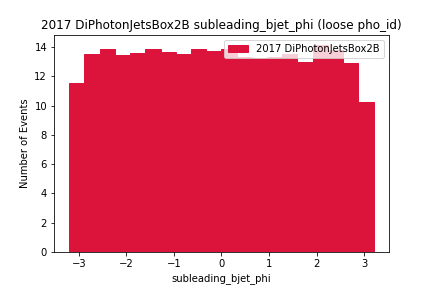 2017 DiPhotonJetsBox2B subleading_bjet_phi (loose pho_id)
2017 DiPhotonJetsBox2B
14
12
10
8
6
4
2
0
Number of Events
−3 −2 −1 0 1 2 3
subleading_bjet_phi